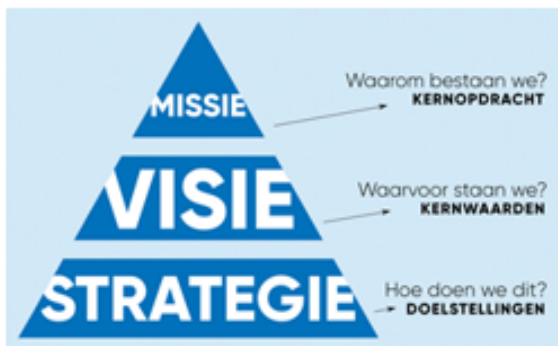 MISSIE
Waarom bestaan we?
KERNOPDRACHT
VISIE
Waarvoor staan we?
KERNWAARDEN
STRATEGIE
Hoe doen we dit?
DOELSTELLINGEN